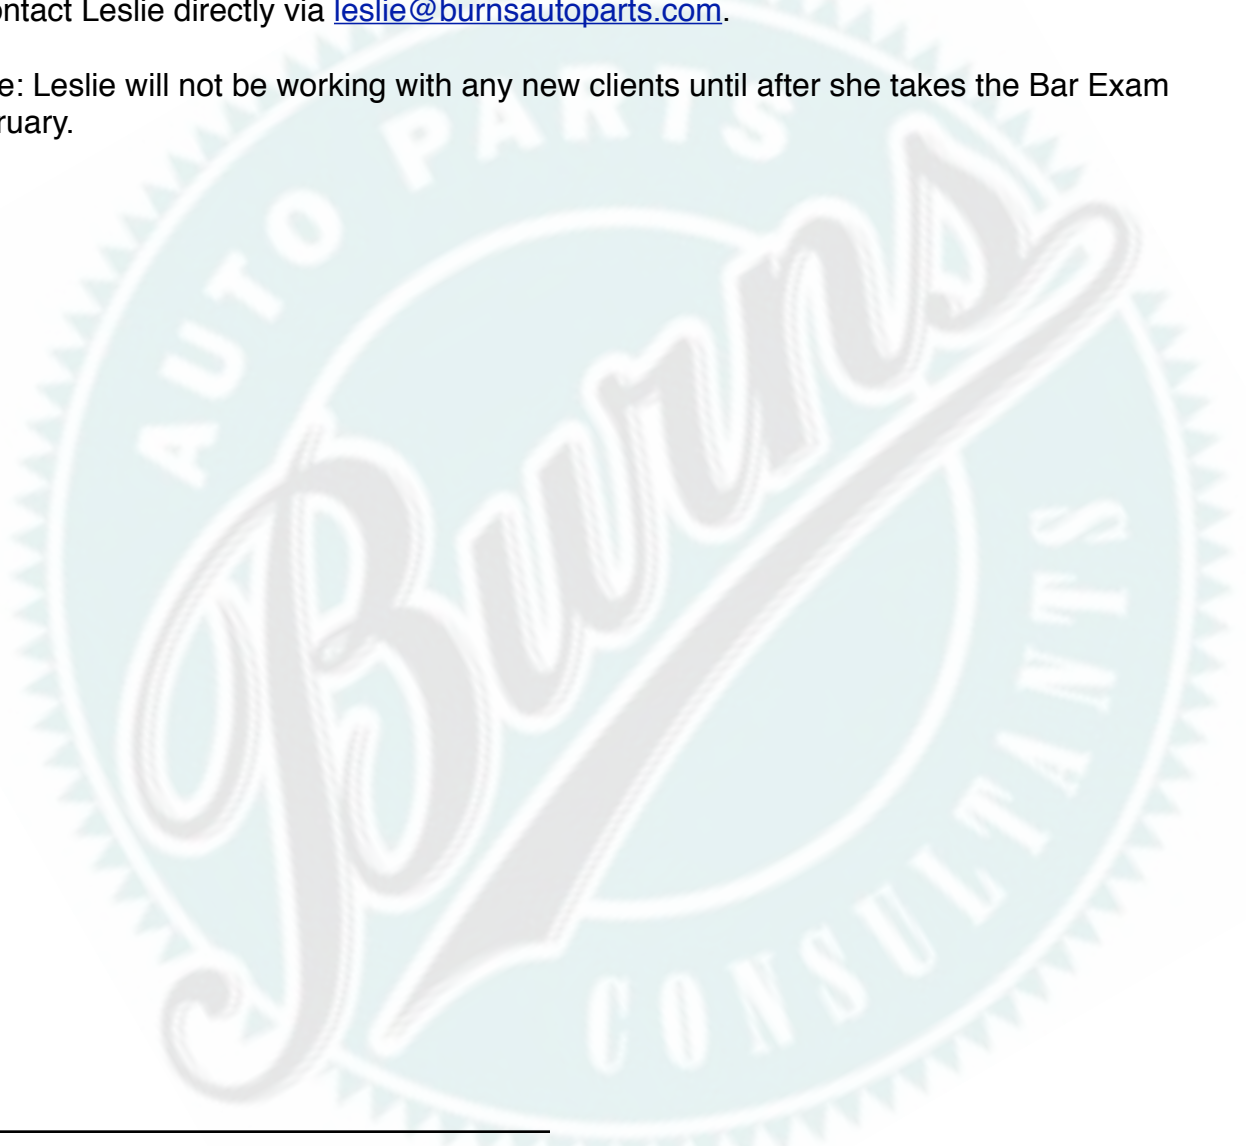 ontact Leslie directly via leslie@burnsautoparts.com.
e: Leslie will not be working with any new clients until after she takes the Bar Exam
ruary.
AUTO PARTS
Burns
CONSULTANTS